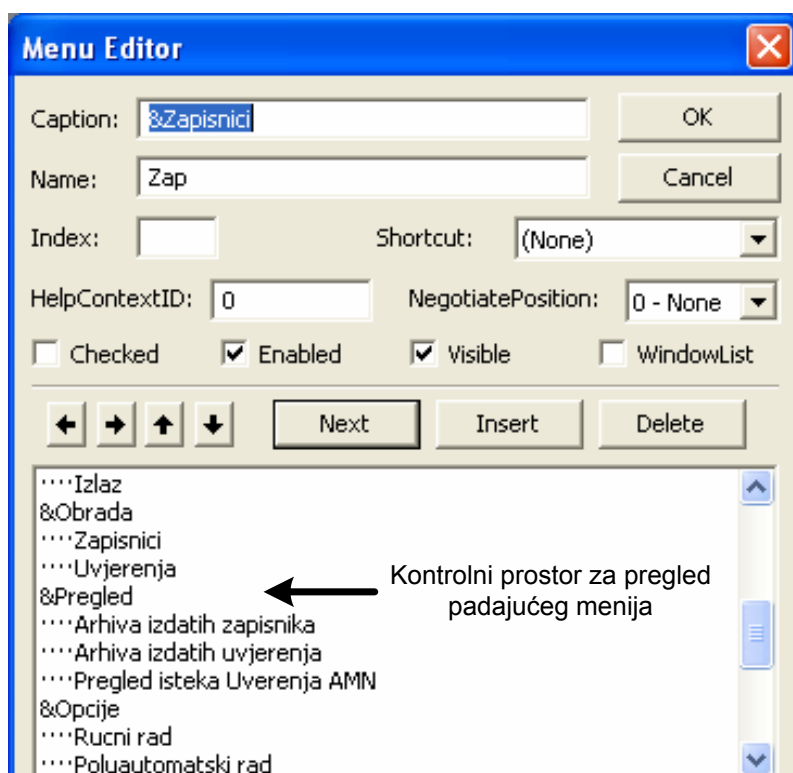 Menu Editor
Caption: &Zapisnici OK
Name: Zap Cancel
Index: Shortcut: (None)
HelpContextID: 0 NegotiatePosition: 0 - None
Checked Enabled Visible WindowList
Next Insert Delete
····Izlaz
&Obrada
····Zapisnici
····Uvjerenja
&Pregled
····Arhiva izdatih zapisnika
····Arhiva izdatih uvjerenja
····Pregled isteka Uverenja AMN
&Opcije
····Rucni rad
····Poluautomatski rad
Kontrolni prostor za pregled
padajućeg menija